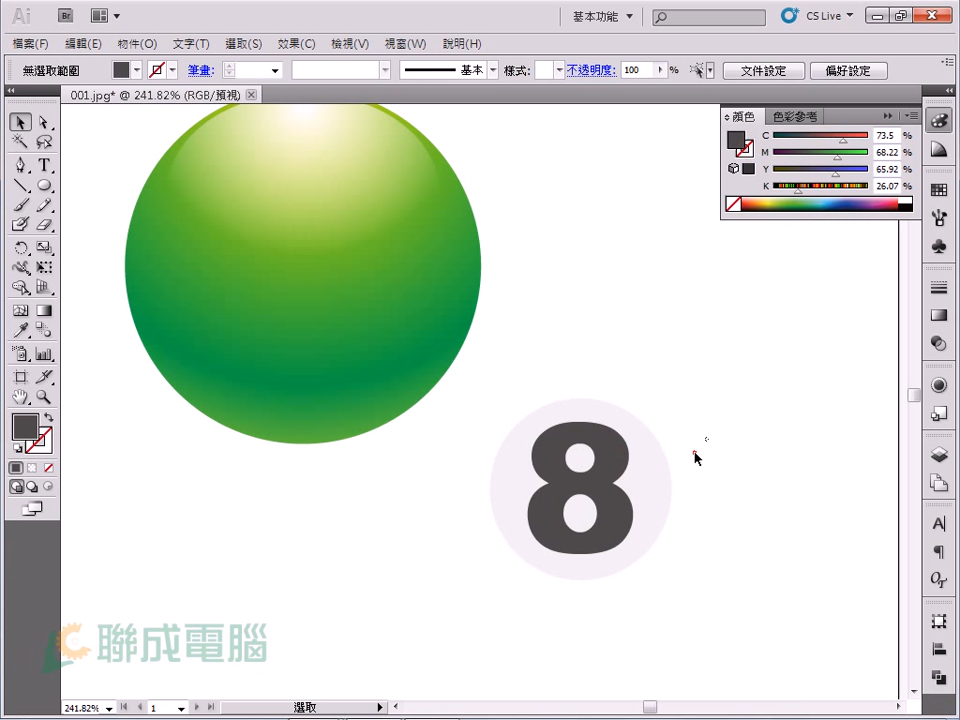 Ai Br 基本功能 CS Live
檔案(F) 編輯(E) 物件(O) 文字(T) 選取(S) 效果(C) 檢視(V) 視窗(W) 說明(H)
無選取範圍 筆畫: 基本 樣式: 不透明度: 100 % 文件設定 偏好設定
001.jpg* @ 241.82% (RGB/預視)
顏色 色彩參考
C 73.5 %
M 68.22 %
Y 65.92 %
K 26.07 %
8
聯成電腦
241.82% 1 選取